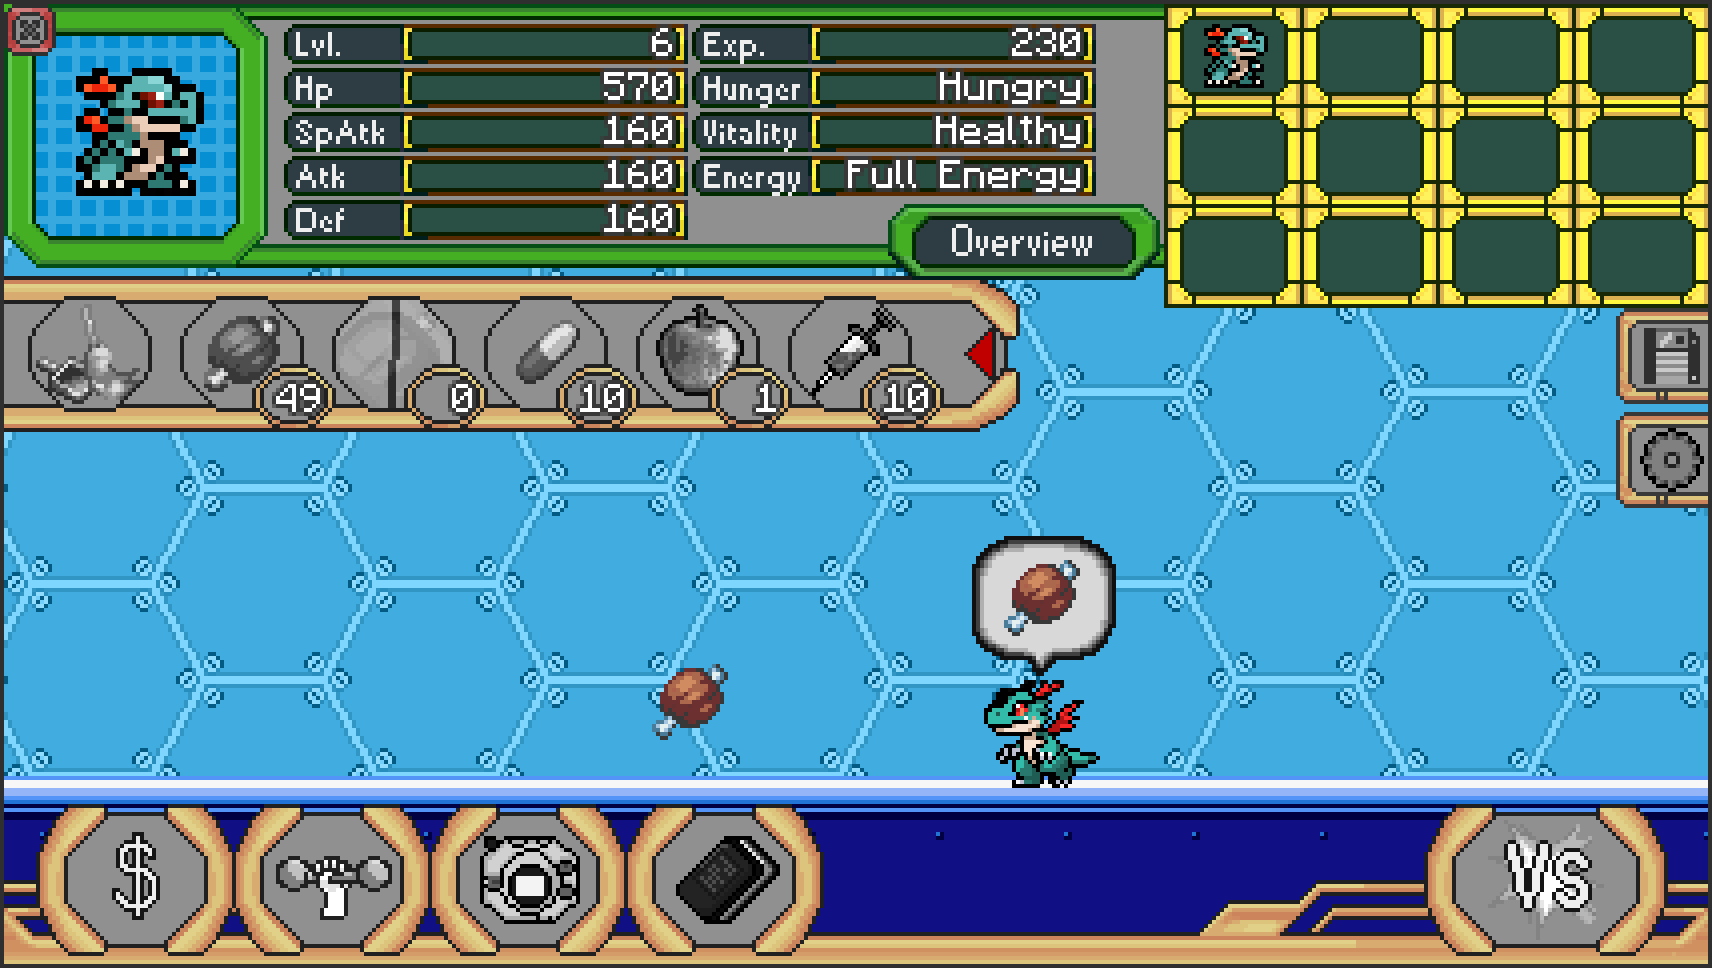 Lvl. 6 Exp. 230
Hp 570 Hunger Hungry
SpAtk 160 Vitality Healthy
Atk 160 Energy Full Energy
Def 160
Overview
49 0 10 1 10
$ VS